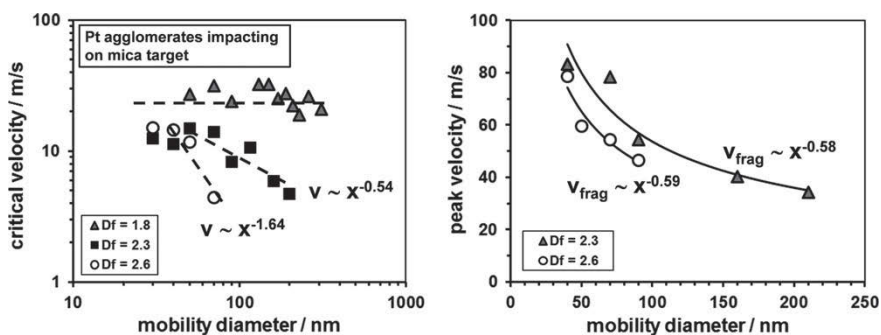 Pt agglomerates impacting
on mica target
critical velocity / m/s
100
10
1
V ~ X^-0.54
V ~ X^-1.64
Df = 1.8
Df = 2.3
Df = 2.6
10
100
1000
mobility diameter / nm
peak velocity / m/s
100
80
60
40
20
0
V_frag ~ X^-0.58
V_frag ~ X^-0.59
Df = 2.3
Df = 2.6
0
50
100
150
200
250
mobility diameter / nm